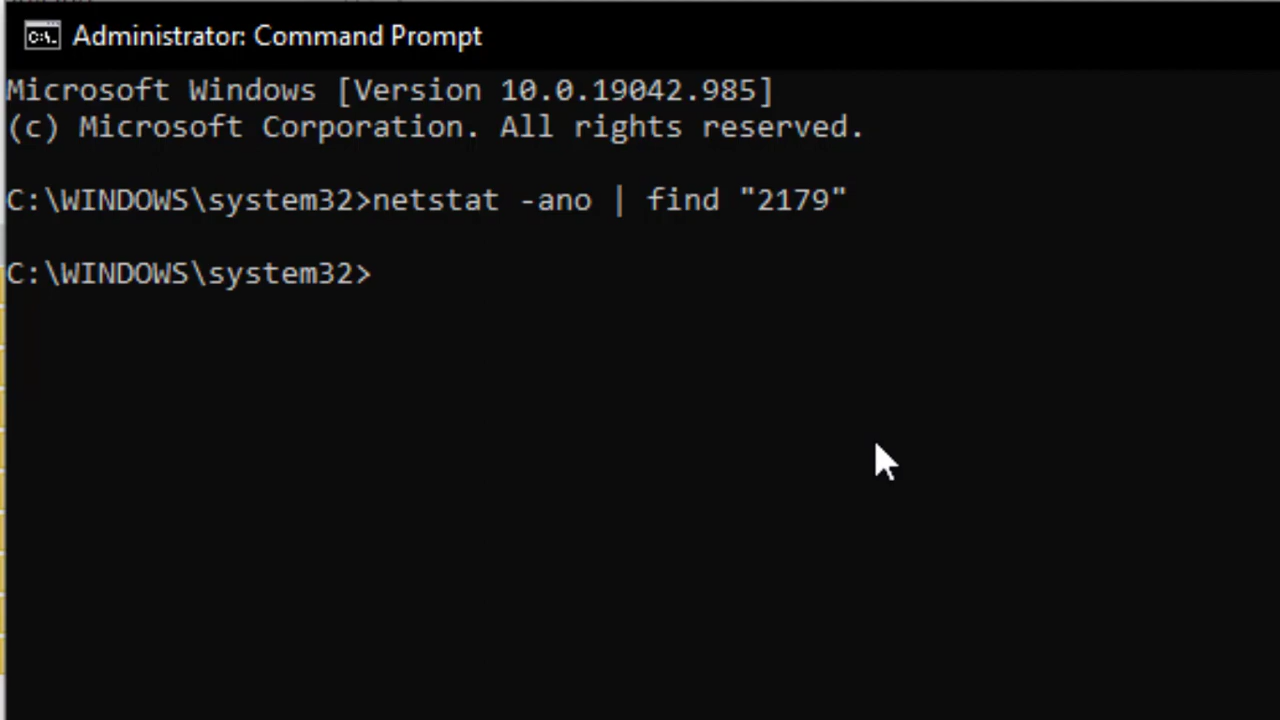 Administrator: Command Prompt
Microsoft Windows [Version 10.0.19042.985]
(c) Microsoft Corporation. All rights reserved.
C:\WINDOWS\system32>netstat -ano | find "2179"
C:\WINDOWS\system32>